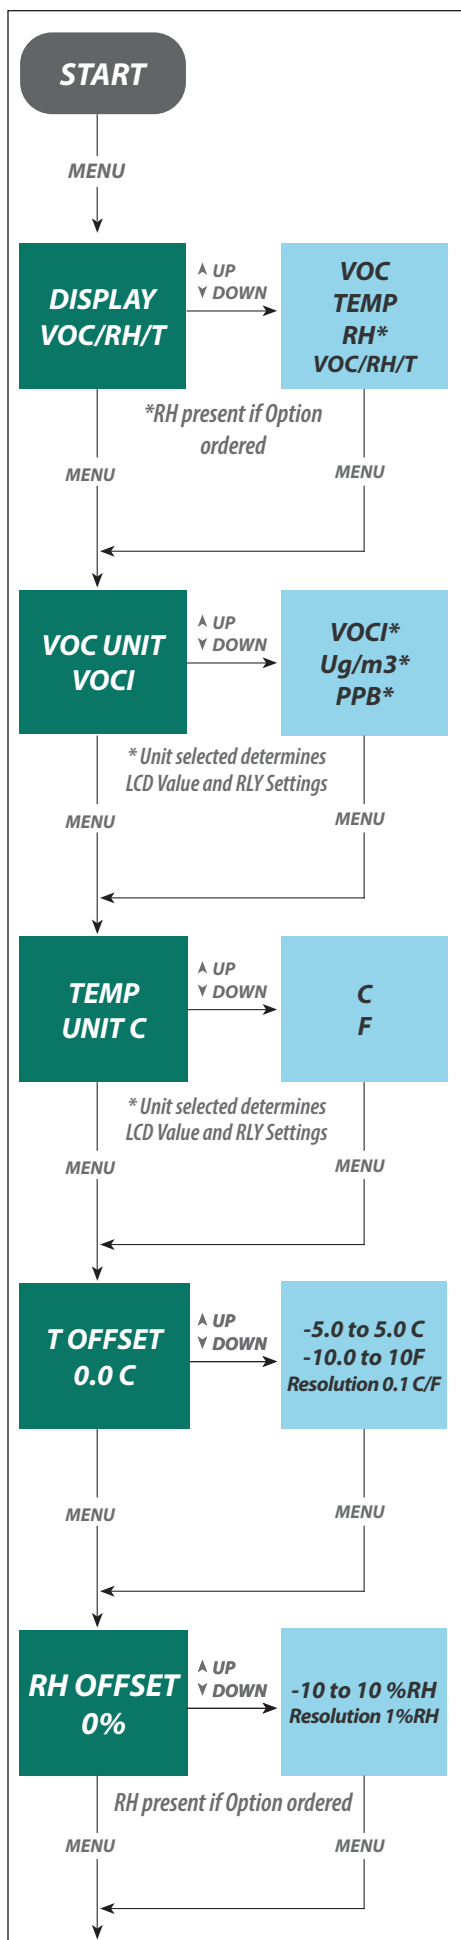 START
MENU
DISPLAY
VOC/RH/T
UP
DOWN
VOC
TEMP
RH*
VOC/RH/T
*RH present if Option
ordered
MENU
MENU
VOC UNIT
VOCI
UP
DOWN
VOCI*
Ug/m3*
PPB*
* Unit selected determines
LCD Value and RLY Settings
MENU
MENU
TEMP
UNIT C
UP
DOWN
C
F
* Unit selected determines
LCD Value and RLY Settings
MENU
MENU
T OFFSET
0.0 C
UP
DOWN
-5.0 to 5.0 C
-10.0 to 10F
Resolution 0.1 C/F
MENU
MENU
RH OFFSET
0%
UP
DOWN
-10 to 10 %RH
Resolution 1%RH
RH present if Option ordered
MENU
MENU